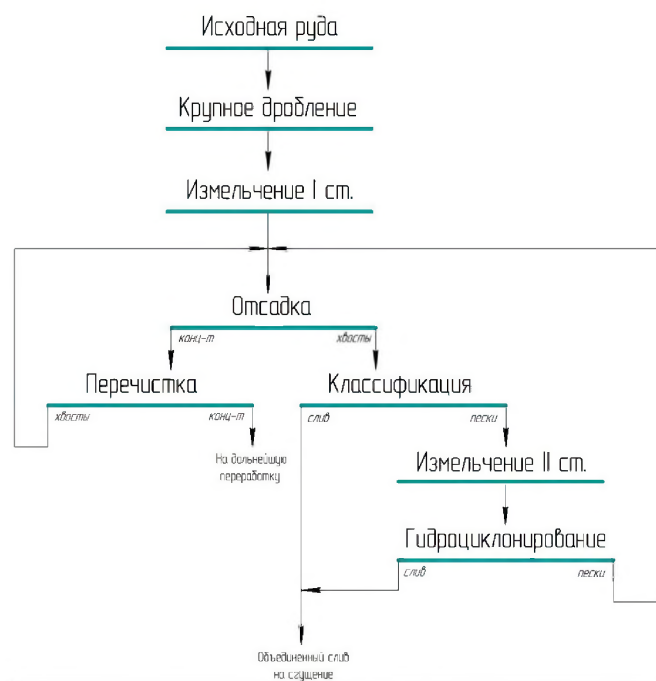 Исходная руда
Крупное дробление
Измельчение I ст.
Отсадка
конц-т
хвосты
Перечистка
Классификация
хвосты
конц-т
слив
пески
На дальнейшую
переработку
Измельчение II ст.
Гидроциклонирование
слив
пески
Объединенный слив
на сгущение